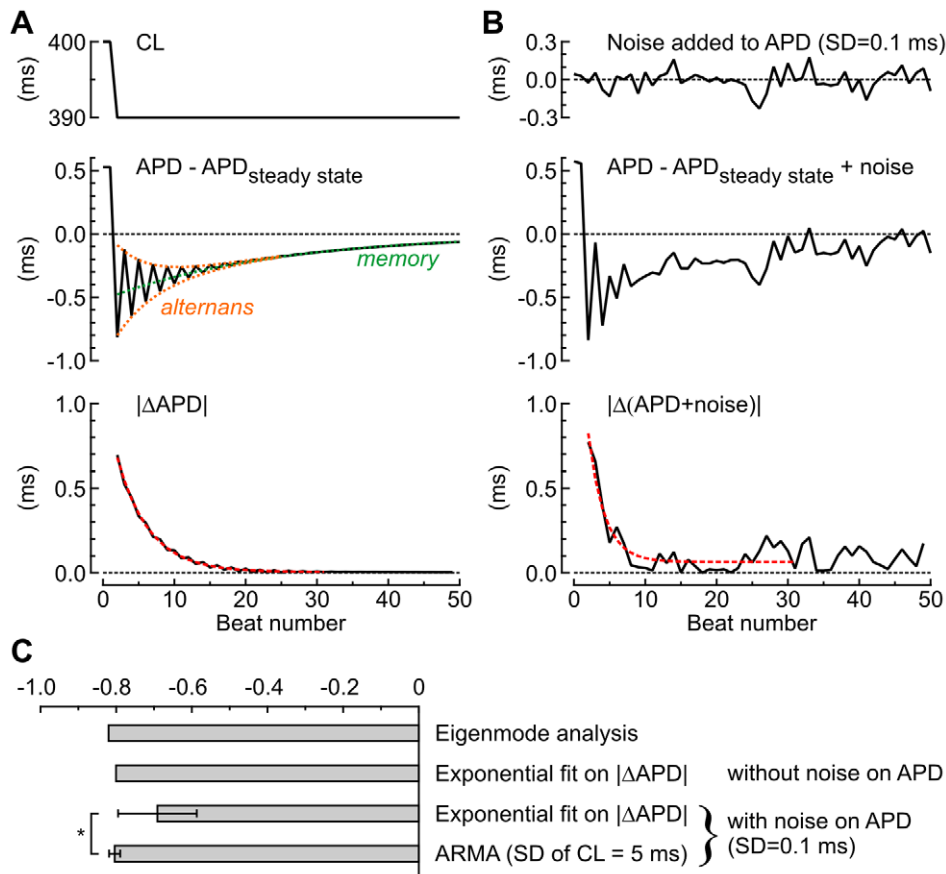 A
B
400
390
(ms)
CL
0.3
0.0
-0.3
(ms)
Noise added to APD (SD=0.1 ms)
0.5
0.0
-0.5
-1.0
(ms)
APD - APDsteady state
memory
alternans
0.5
0.0
-0.5
-1.0
(ms)
APD - APDsteady state + noise
1.0
0.5
0.0
(ms)
|ΔAPD|
0 10 20 30 40 50
Beat number
1.0
0.5
0.0
(ms)
|Δ(APD+noise)|
0 10 20 30 40 50
Beat number
C
-1.0 -0.8 -0.6 -0.4 -0.2 0
Eigenmode analysis
Exponential fit on |ΔAPD| without noise on APD
Exponential fit on |ΔAPD|
ARMA (SD of CL = 5 ms)
} with noise on APD
(SD=0.1 ms)
*